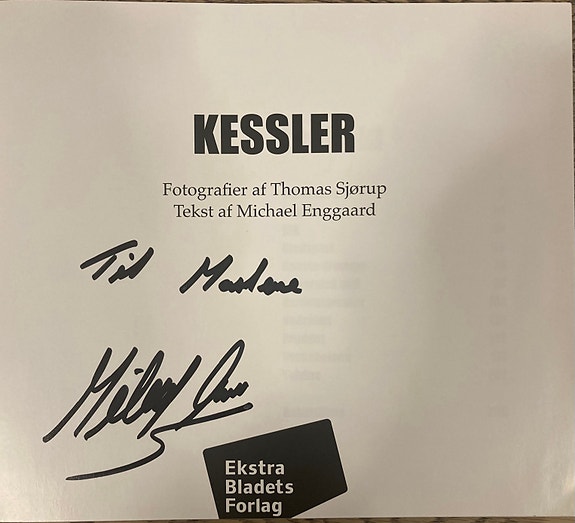 KESSLER
Fotografier af Thomas Sjørup
Tekst af Michael Enggaard
Til Marlene
Ekstra
Bladets
Forlag